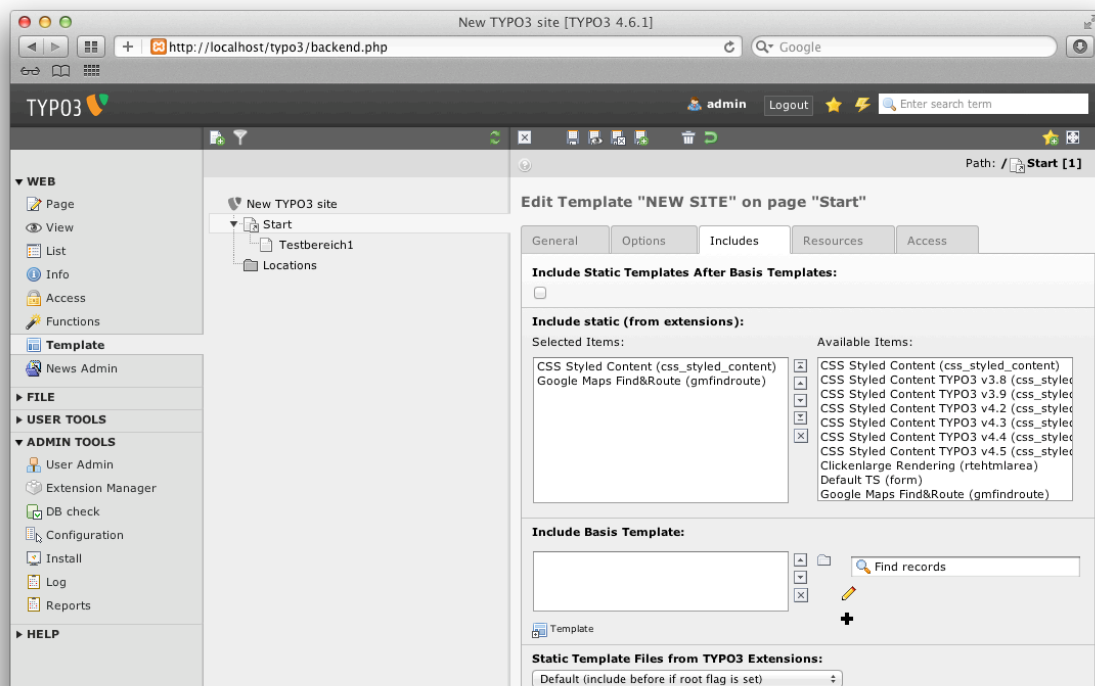 New TYPO3 site [TYPO3 4.6.1]
http://localhost/typo3/backend.php
Google
TYPO3
admin
Logout
Enter search term
Path: / Start [1]
WEB
Page
View
List
Info
Access
Functions
Template
News Admin
FILE
USER TOOLS
ADMIN TOOLS
User Admin
Extension Manager
DB check
Configuration
Install
Log
Reports
HELP
New TYPO3 site
Start
Testbereich1
Locations
Edit Template "NEW SITE" on page "Start"
General Options Includes Resources Access
Include Static Templates After Basis Templates:
Include static (from extensions):
Selected Items:
CSS Styled Content (css_styled_content)
Google Maps Find&Route (gmfindroute)
Available Items:
CSS Styled Content (css_styled_content)
CSS Styled Content TYPO3 v3.8 (css_styled
CSS Styled Content TYPO3 v3.9 (css_styled
CSS Styled Content TYPO3 v4.2 (css_styled
CSS Styled Content TYPO3 v4.3 (css_styled
CSS Styled Content TYPO3 v4.4 (css_styled
CSS Styled Content TYPO3 v4.5 (css_styled
Clickenlarge Rendering (rtehtmlarea)
Default TS (form)
Google Maps Find&Route (gmfindroute)
Include Basis Template:
Find records
Template
Static Template Files from TYPO3 Extensions:
Default (include before if root flag is set)